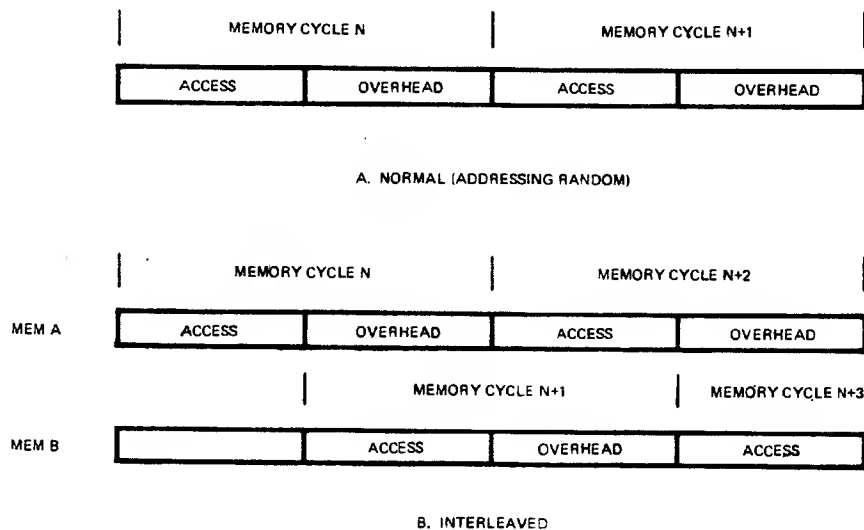 MEMORY CYCLE N MEMORY CYCLE N+1
ACCESS OVERHEAD ACCESS OVERHEAD
A. NORMAL (ADDRESSING RANDOM)
MEMORY CYCLE N MEMORY CYCLE N+2
MEM A ACCESS OVERHEAD ACCESS OVERHEAD
MEMORY CYCLE N+1 MEMORY CYCLE N+3
MEM B ACCESS OVERHEAD ACCESS
B. INTERLEAVED